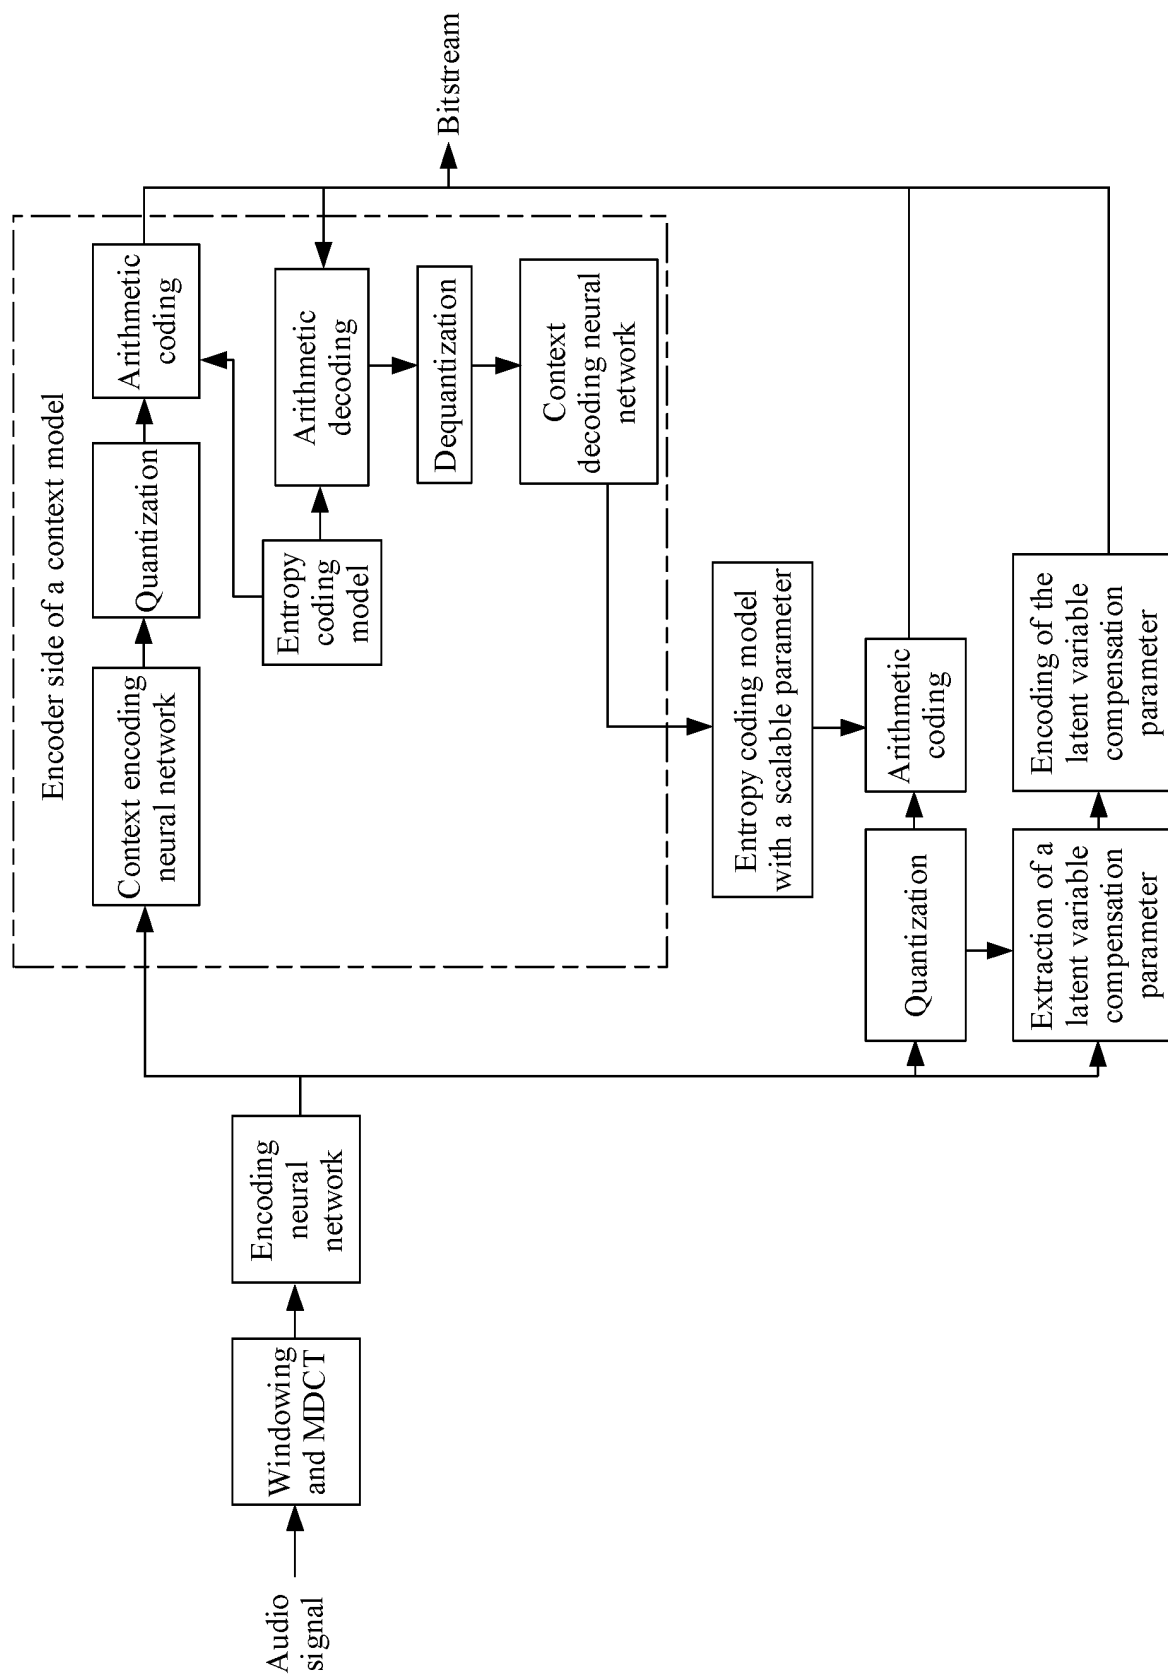 Audio
signal
Windowing
and MDCT
Encoding
neural
network
Encoder side of a context model
Context encoding
neural network
Quantization
Arithmetic
coding
Entropy
coding
model
Arithmetic
decoding
Dequantization
Context
decoding neural
network
Entropy coding model
with a scalable parameter
Quantization
Arithmetic
coding
Extraction of a
latent variable
compensation
parameter
Encoding of the
latent variable
compensation
parameter
Bitstream